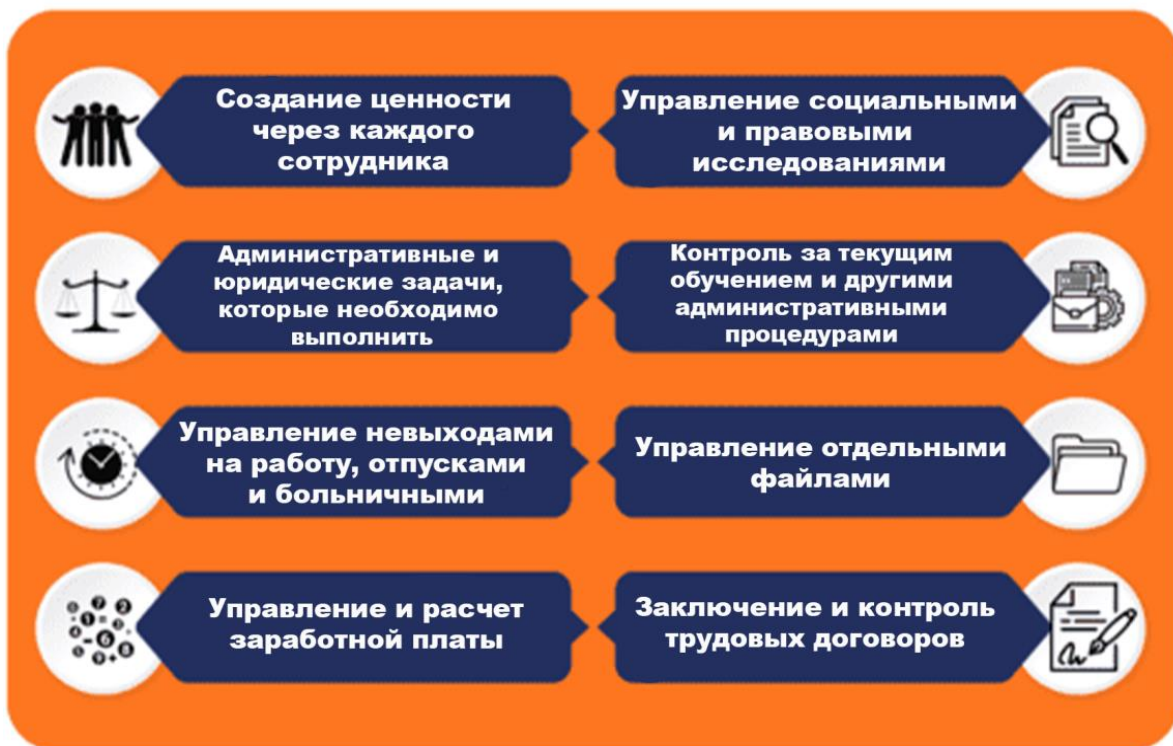 Создание ценности
через каждого
сотрудника
Управление социальными
и правовыми
исследованиями
Административные и
юридические задачи,
которые необходимо
выполнить
Контроль за текущим
обучением и другими
административными
процедурами
Управление невыходами
на работу, отпусками
и больничными
Управление отдельными
файлами
Управление и расчет
заработной платы
Заключение и контроль
трудовых договоров